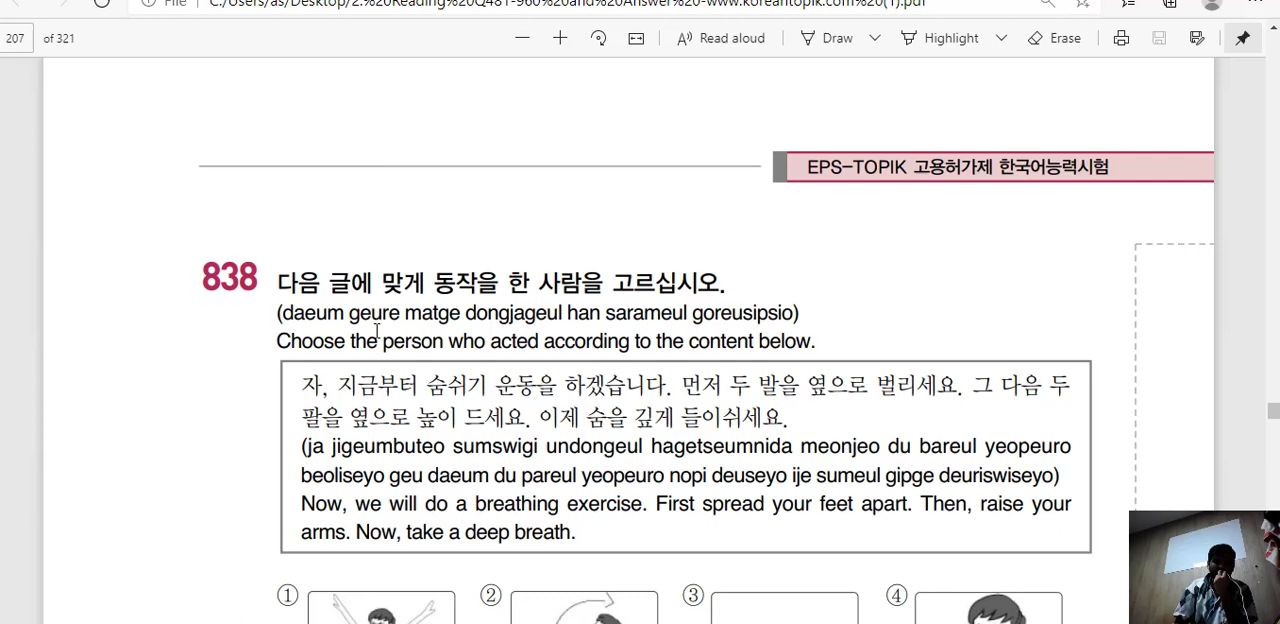 File C:/Users/as/Desktop/2.%20Reading%20Q481-960%20and%20Answer%20-www.koreantopik.com%20(1).pdf
207 of 321 Read aloud Draw Highlight Erase
EPS-TOPIK 고용허가제 한국어능력시험
838 다음 글에 맞게 동작을 한 사람을 고르십시오.
(daeum geure matge dongjageul han sarameul goreusipsio)
Choose the person who acted according to the content below.
자, 지금부터 숨쉬기 운동을 하겠습니다. 먼저 두 발을 옆으로 벌리세요. 그 다음 두
팔을 옆으로 높이 드세요. 이제 숨을 깊게 들이쉬세요.
(ja jigeumbuteo sumswigi undongeul hagetseumnida meonjeo du bareul yeopeuro
beoliseyo geu daeum du pareul yeopeuro nopi deuseyo ije sumeul gipge deuriswiseyo)
Now, we will do a breathing exercise. First spread your feet apart. Then, raise your
arms. Now, take a deep breath.
① ② ③ ④